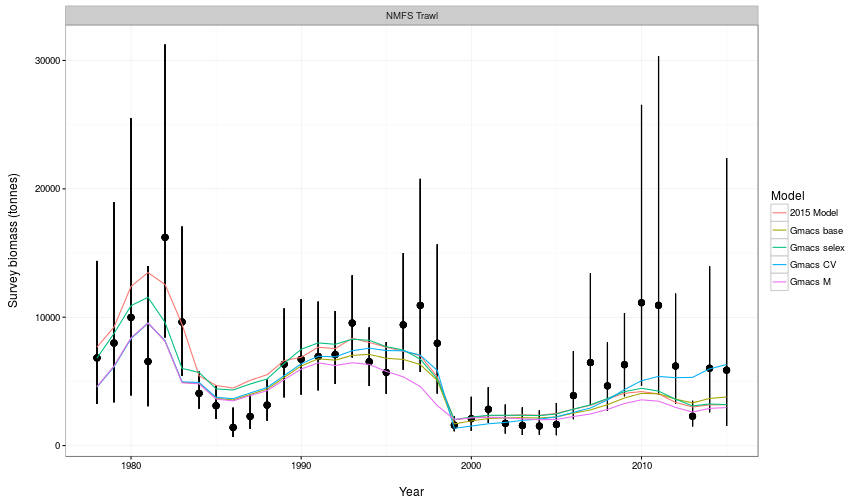 NMFS Trawl
Survey biomass (tonnes)
30000
20000
10000
0
1980
1990
2000
2010
Year
Model
2015 Model
Gmacs base
Gmacs selex
Gmacs CV
Gmacs M